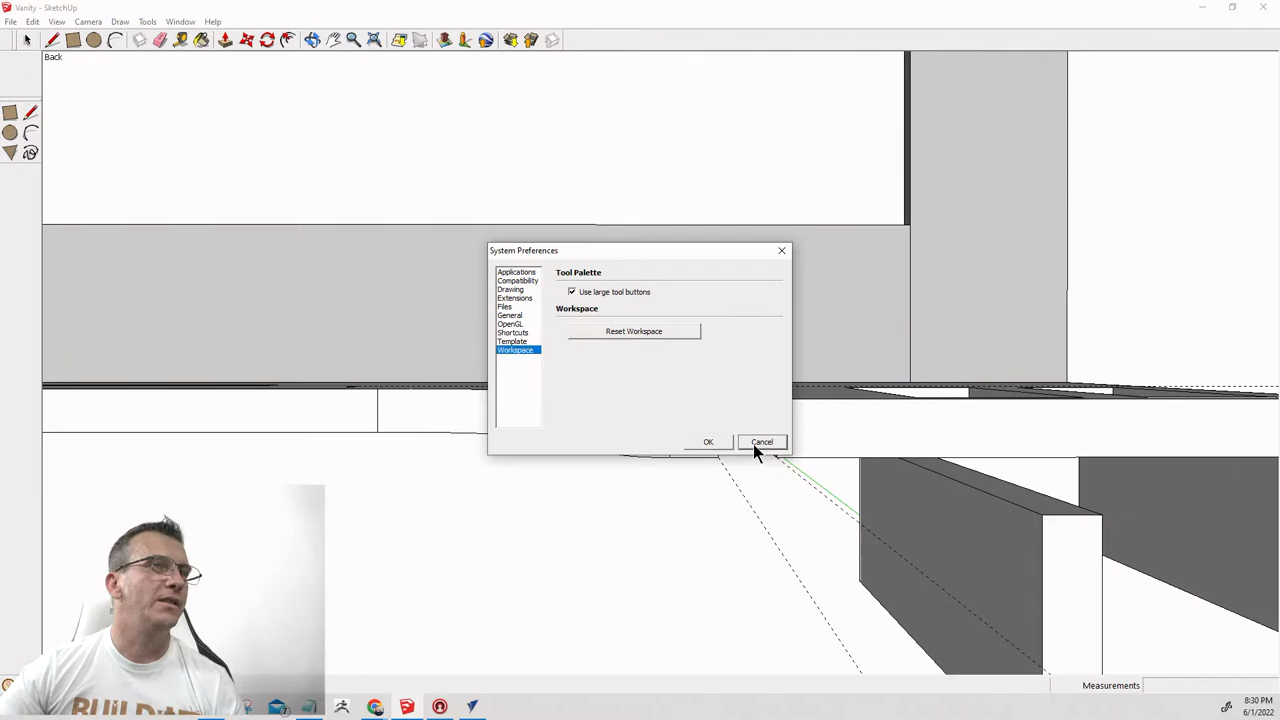 Vanity - SketchUp
File Edit View Camera Draw Tools Window Help
Back
System Preferences
Applications
Compatibility
Drawing
Extensions
Files
General
OpenGL
Shortcuts
Template
Workspace
Tool Palette
Use large tool buttons
Workspace
Reset Workspace
OK Cancel
BUILD
Measurements
7
8:30 PM
6/1/2022